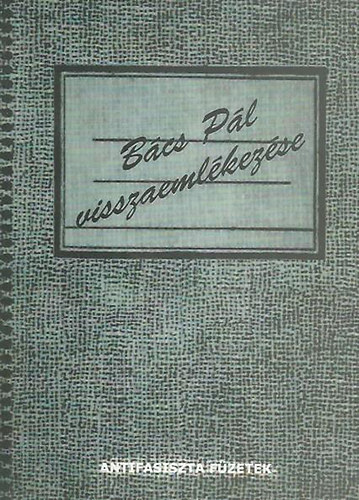 Bács Pál
visszaemlékezése
ANTIFASISZTA FÜZETEK